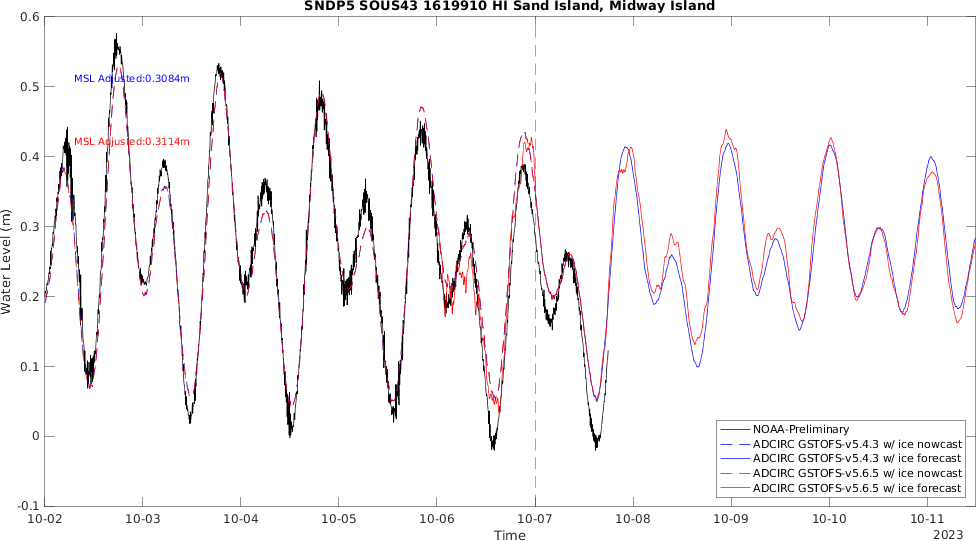 SNDP5 SOUS43 1619910 HI Sand Island, Midway Island
0.6
0.5
0.4
0.3
0.2
0.1
0
-0.1
Water Level (m)
MSL Adjusted:0.3084m
MSL Adjusted:0.3114m
NOAA-Preliminary
ADCIRC GSTOFS-v5.4.3 w/ ice nowcast
ADCIRC GSTOFS-v5.4.3 w/ ice forecast
ADCIRC GSTOFS-v5.6.5 w/ ice nowcast
ADCIRC GSTOFS-v5.6.5 w/ ice forecast
10-02 10-03 10-04 10-05 10-06 10-07 10-08 10-09 10-10 10-11
Time
2023